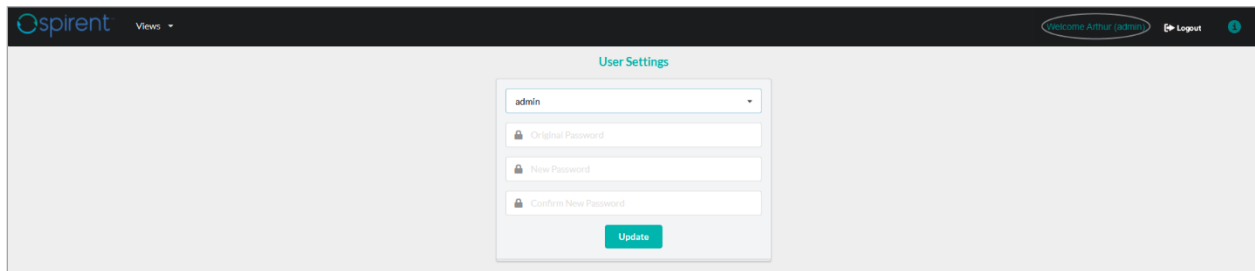 spirent Views Welcome Arthur (admin) Logout
User Settings
admin
Original Password
New Password
Confirm New Password
Update